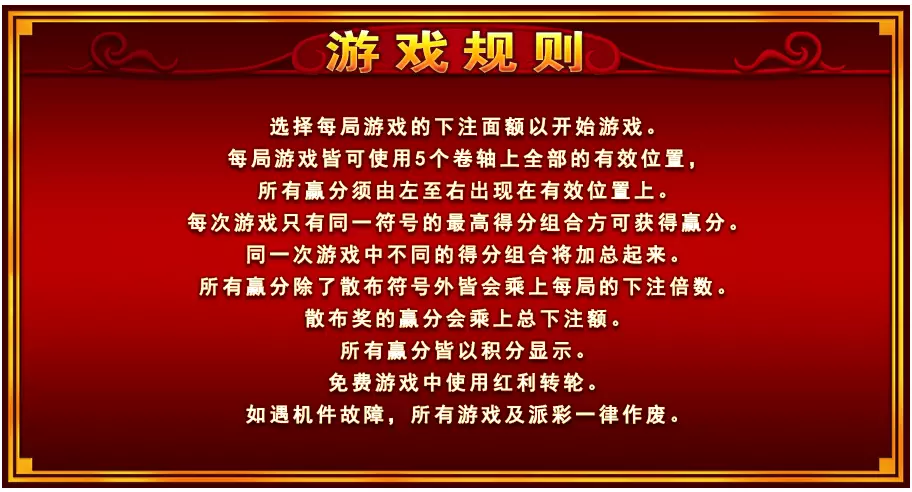 游戏规则
选择每局游戏的下注面额以开始游戏。
每局游戏皆可使用5个卷轴上全部的有效位置，
所有赢分须由左至右出现在有效位置上。
每次游戏只有同一符号的最高得分组合方可获得赢分。
同一次游戏中不同的得分组合将加总起来。
所有赢分除了散布符号外皆会乘上每局的下注倍数。
散布奖的赢分会乘上总下注额。
所有赢分皆以积分显示。
免费游戏中使用红利转轮。
如遇机件故障，所有游戏及派彩一律作废。